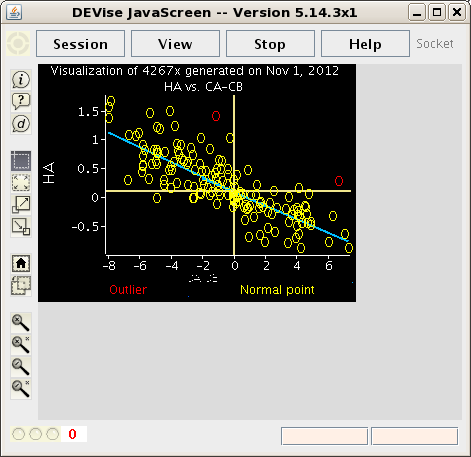 DEVise JavaScreen -- Version 5.14.3x1
Session View Stop Help Socket
Visualization of 4267x generated on Nov 1, 2012
HA vs. CA-CB
i
?
d
HA
1.5
1
0.5
0
-0.5
-8 -6 -4 -2 0 2 4 6
Outlier Normal point
0